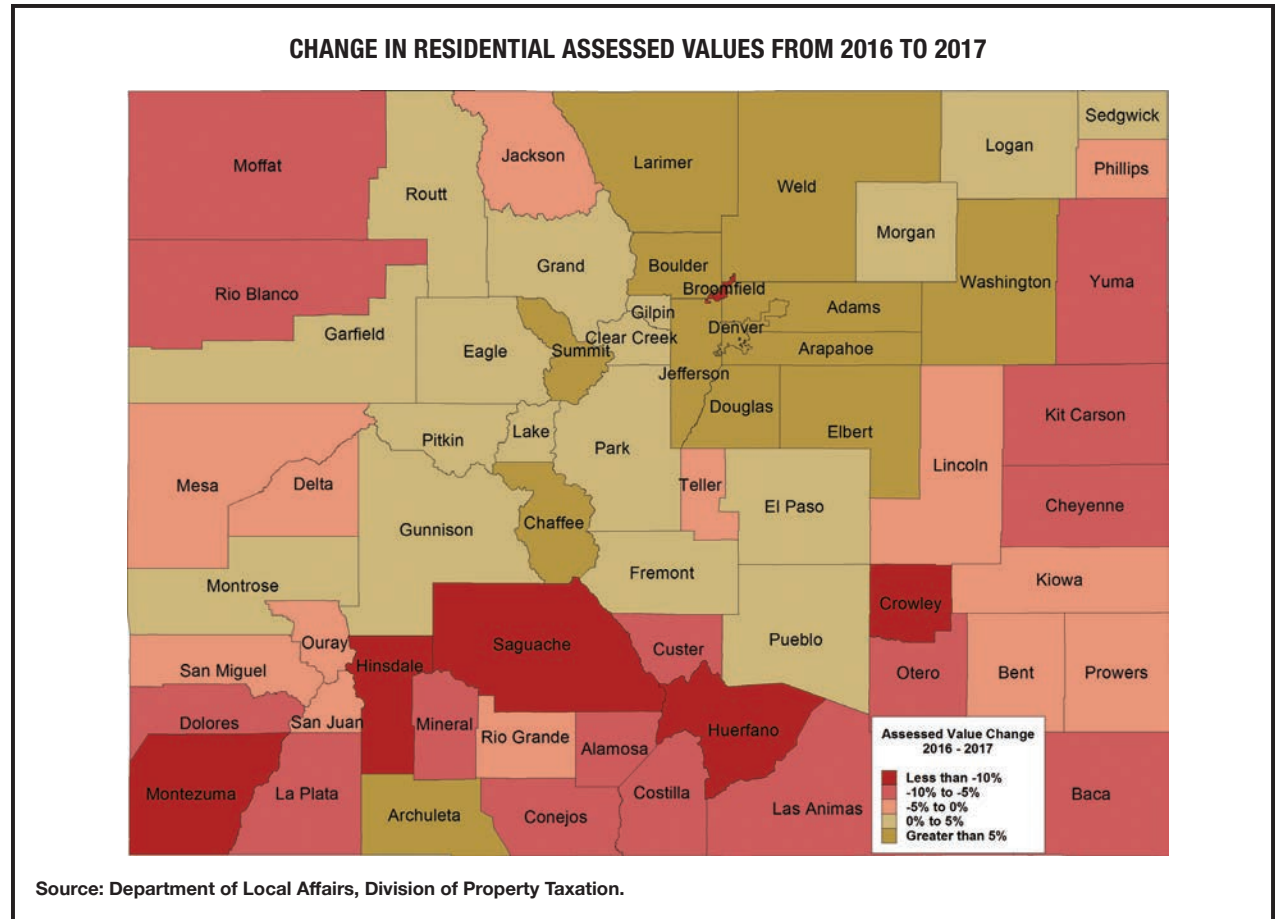 CHANGE IN RESIDENTIAL ASSESSED VALUES FROM 2016 TO 2017
Moffat
Routt
Jackson
Larimer
Weld
Logan
Sedgwick
Phillips
Morgan
Rio Blanco
Garfield
Grand
Boulder
Broomfield
Washington
Yuma
Eagle
Summit
Gilpin
Clear Creek
Denver
Adams
Arapahoe
Jefferson
Douglas
Elbert
Kit Carson
Mesa
Delta
Pitkin
Lake
Park
Teller
El Paso
Lincoln
Cheyenne
Gunnison
Chaffee
Montrose
Fremont
Kiowa
Crowley
Ouray
San Miguel
Hinsdale
Saguache
Custer
Pueblo
Otero
Bent
Prowers
Dolores
San Juan
Mineral
Rio Grande
Alamosa
Huerfano
Montezuma
La Plata
Archuleta
Conejos
Costilla
Las Animas
Baca
Assessed Value Change
2016 - 2017
Less than -10%
-10% to -5%
-5% to 0%
0% to 5%
Greater than 5%
Source: Department of Local Affairs, Division of Property Taxation.